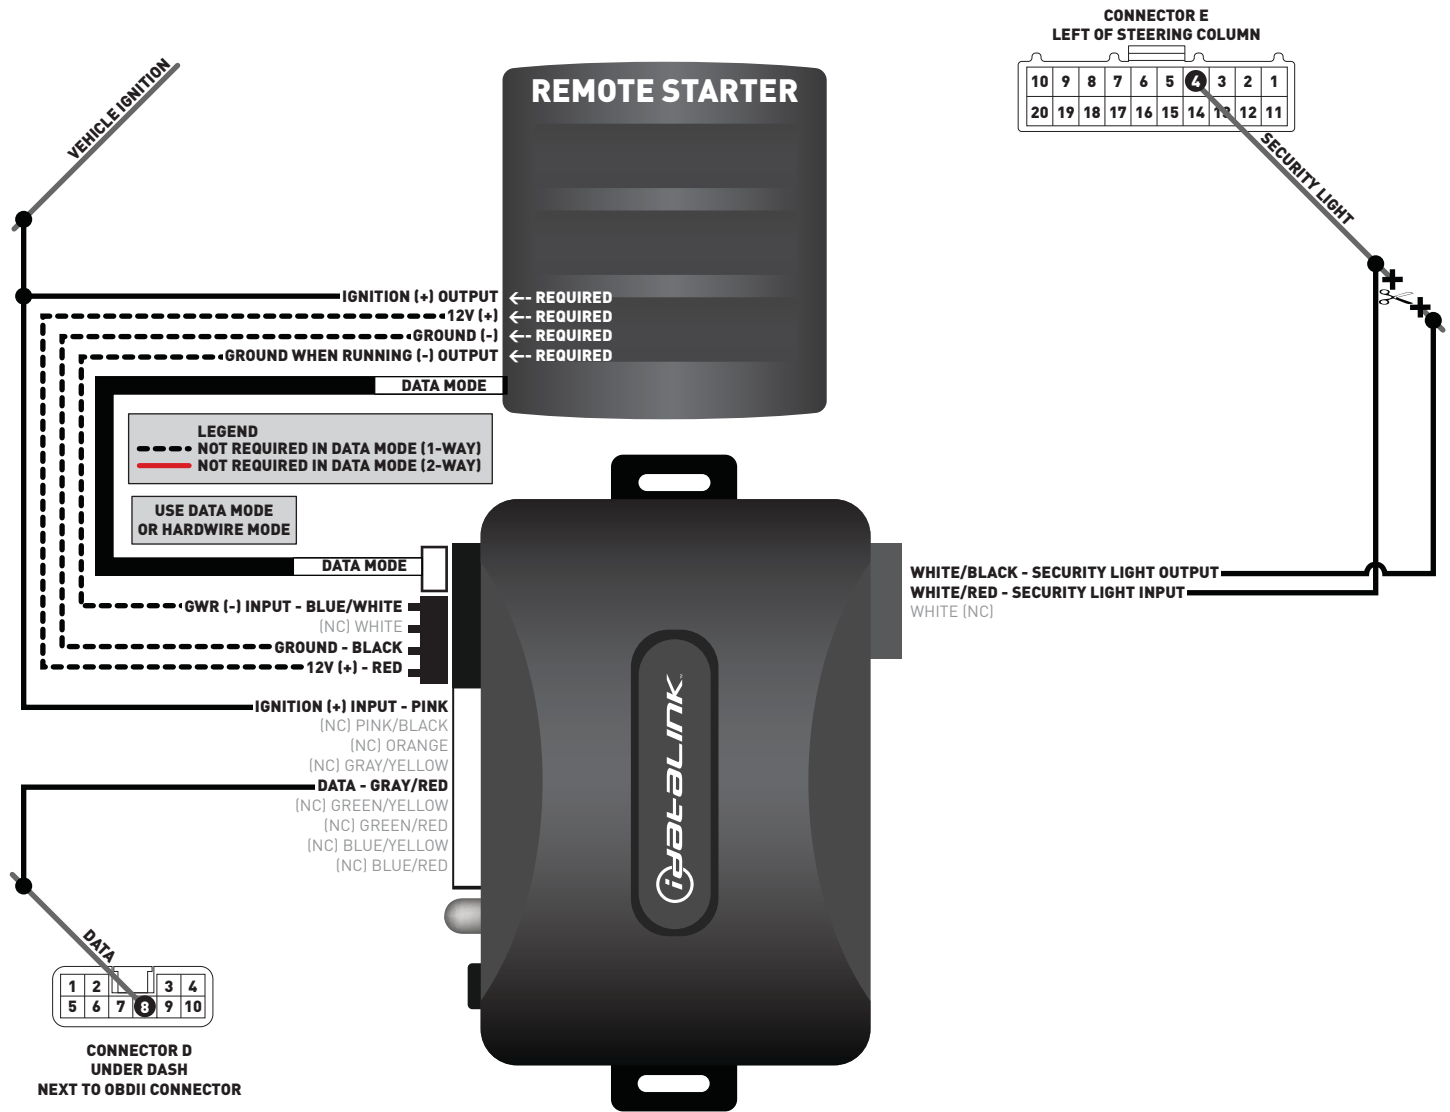 CONNECTOR E
LEFT OF STEERING COLUMN
10 9 8 7 6 5 4 3 2 1
20 19 18 17 16 15 14 13 12 11
SECURITY LIGHT
VEHICLE IGNITION
REMOTE STARTER
IGNITION (+) OUTPUT <-- REQUIRED
12V (+) <-- REQUIRED
GROUND (-) <-- REQUIRED
GROUND WHEN RUNNING (-) OUTPUT <-- REQUIRED
DATA MODE
LEGEND
NOT REQUIRED IN DATA MODE (1-WAY)
NOT REQUIRED IN DATA MODE (2-WAY)
USE DATA MODE
OR HARDWIRE MODE
DATA MODE
GWR (-) INPUT - BLUE/WHITE
(NC) WHITE
GROUND - BLACK
12V (+) - RED
IGNITION (+) INPUT - PINK
(NC) PINK/BLACK
(NC) ORANGE
(NC) GRAY/YELLOW
DATA - GRAY/RED
(NC) GREEN/YELLOW
(NC) GREEN/RED
(NC) BLUE/YELLOW
(NC) BLUE/RED
WHITE/BLACK - SECURITY LIGHT OUTPUT
WHITE/RED - SECURITY LIGHT INPUT
WHITE (NC)
idatalink
DATA
1 2 3 4
5 6 7 8 9 10
CONNECTOR D
UNDER DASH
NEXT TO OBDII CONNECTOR